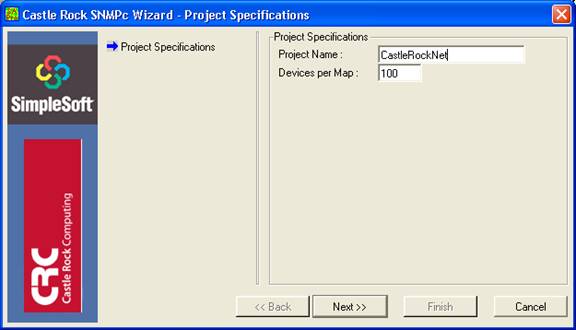 Castle Rock SNMPc Wizard - Project Specifications
SimpleSoft
CRC
Castle Rock Computing
Project Specifications
Project Specifications
Project Name :
CastleRockNet
Devices per Map :
100
<< Back
Next >>
Finish
Cancel